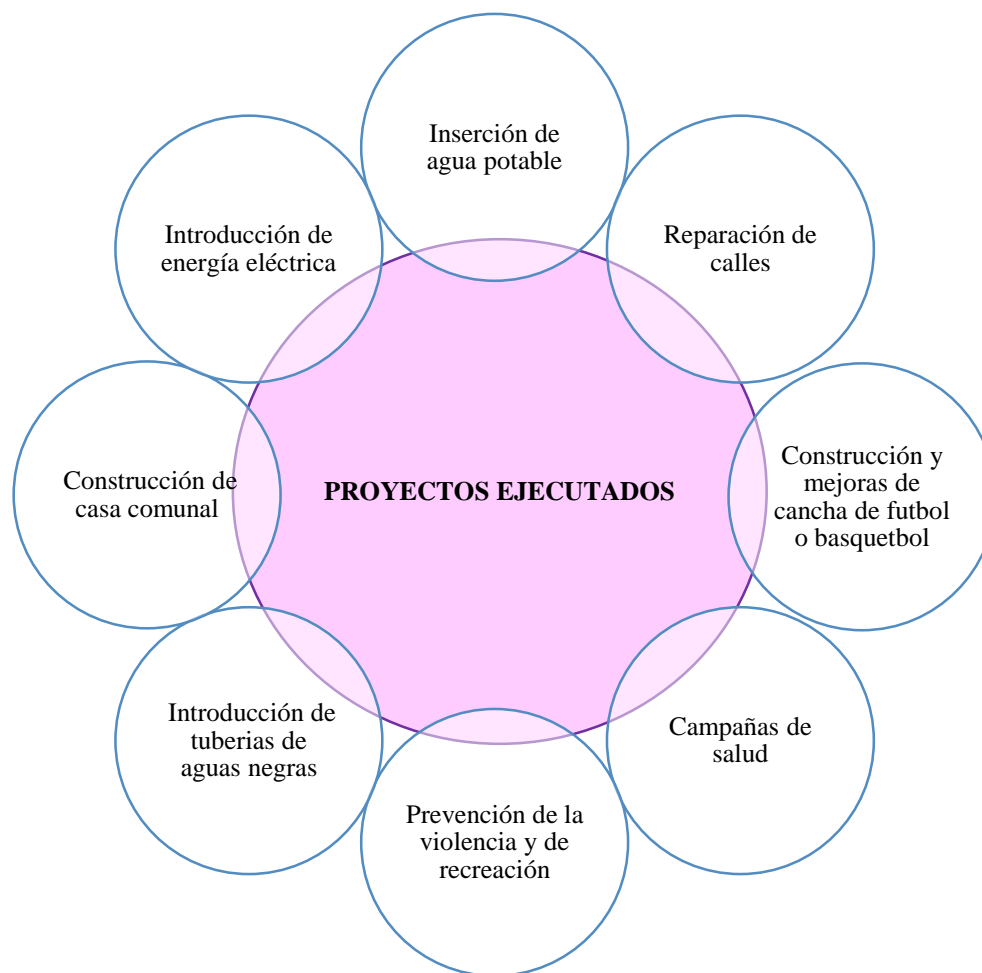 Inserción de
agua potable
Introducción de
energía eléctrica
Reparación de
calles
Construcción de
casa comunal
PROYECTOS EJECUTADOS
Construcción y
mejoras de
cancha de futbol
o basquetbol
Introducción de
tuberias de
aguas negras
Campañas de
salud
Prevención de la
violencia y de
recreación